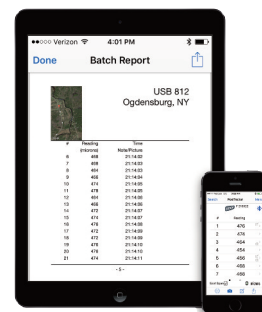 Verizon 4:01 PM
Done Batch Report
USB 812
Ogdensburg, NY
# Reading Time
(microns) Note/Picture
6 468 21:14:02
7 468 21:14:03
8 464 21:14:03
9 466 21:14:04
10 474 21:14:05
11 478 21:14:05
12 464 21:14:06
13 468 21:14:06
14 472 21:14:07
15 474 21:14:07
16 476 21:14:08
17 472 21:14:09
18 472 21:14:09
19 478 21:14:10
20 476 21:14:10
21 474 21:14:11
- 5 -
# Reading
1 476
2 474
3 464
4 454
5 456
6 468
7 466